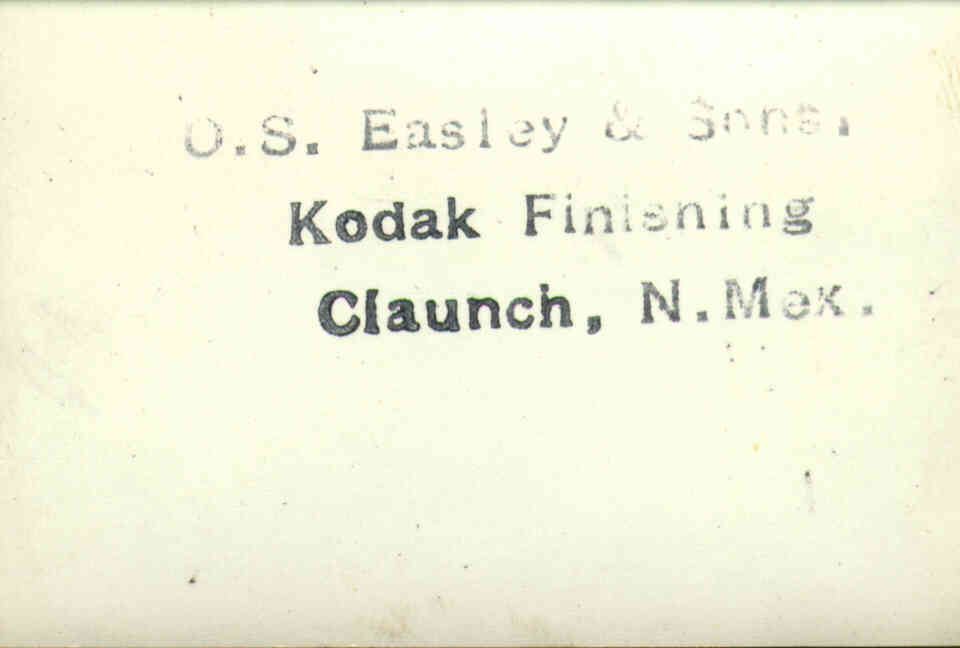 O.S. Easley & Sons.
Kodak Finishing
Claunch, N.Mex.